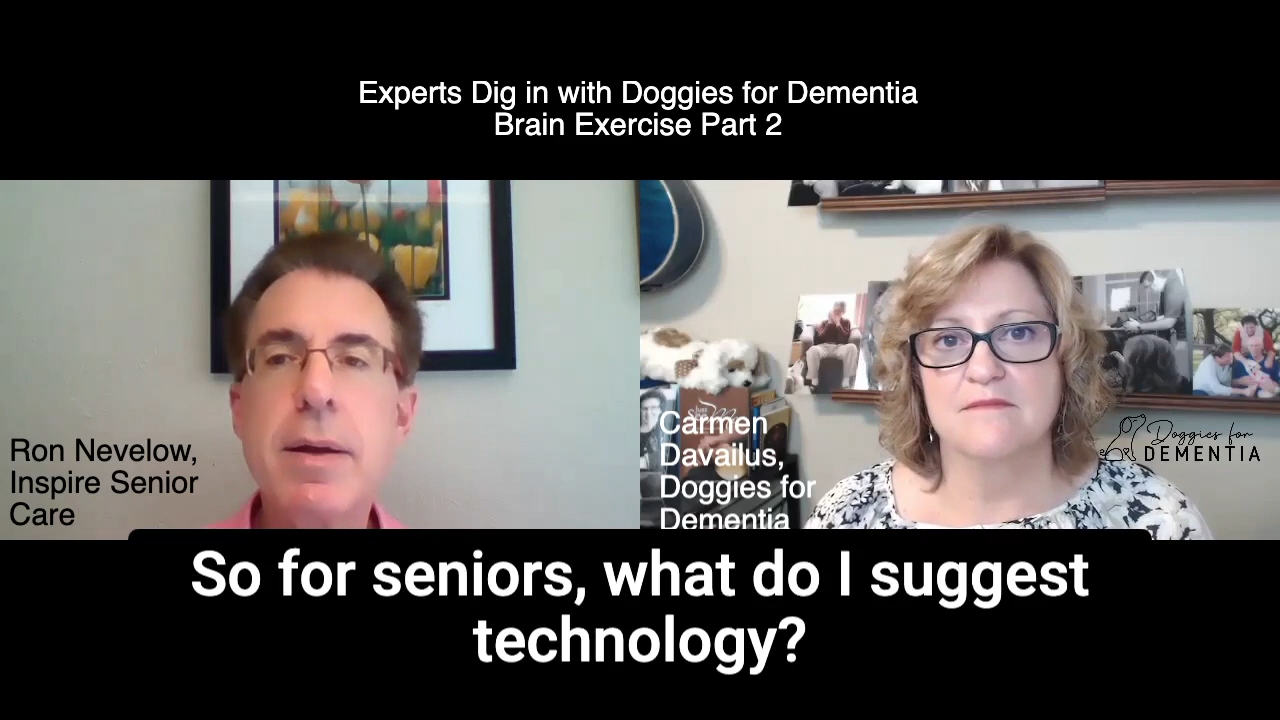 Experts Dig in with Doggies for Dementia
Brain Exercise Part 2
Ron Nevelow,
Inspire Senior
Care
Carmen
Davailus,
Doggies for
Dementia
Doggies for
DEMENTIA
So for seniors, what do I suggest
technology?